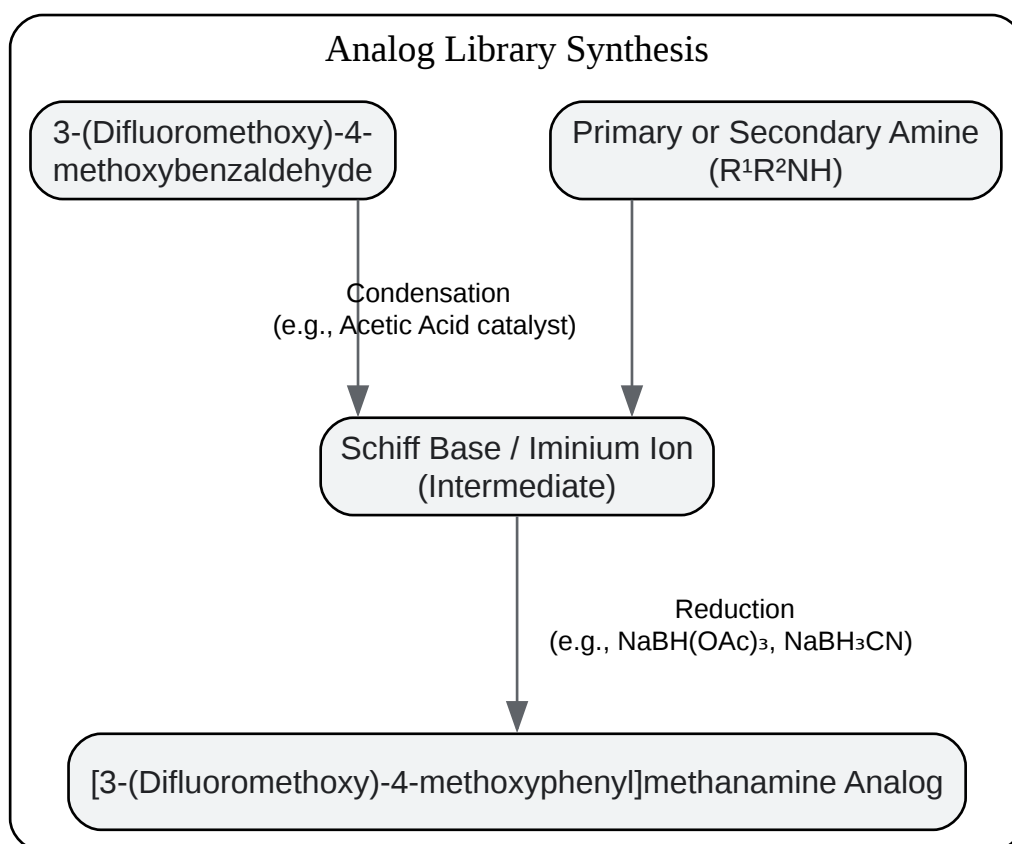 Analog Library Synthesis
3-(Difluoromethoxy)-4-
methoxybenzaldehyde
Primary or Secondary Amine
(R¹R²NH)
Condensation
(e.g., Acetic Acid catalyst)
Schiff Base / Iminium Ion
(Intermediate)
Reduction
(e.g., NaBH(OAc)₃, NaBH₃CN)
[3-(Difluoromethoxy)-4-methoxyphenyl]methanamine Analog